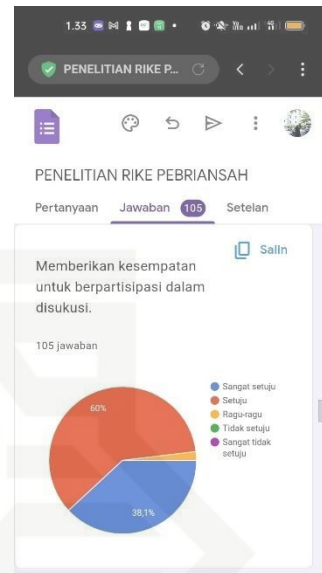 1.33
PENELITIAN RIKE P...
PENELITIAN RIKE PEBRIANSAH
Pertanyaan Jawaban 105 Setelan
Salin
Memberikan kesempatan
untuk berpartisipasi dalam
disukusi.
105 jawaban
Sangat setuju
Setuju
Ragu-ragu
Tidak setuju
Sangat tidak
setuju
60%
38,1%